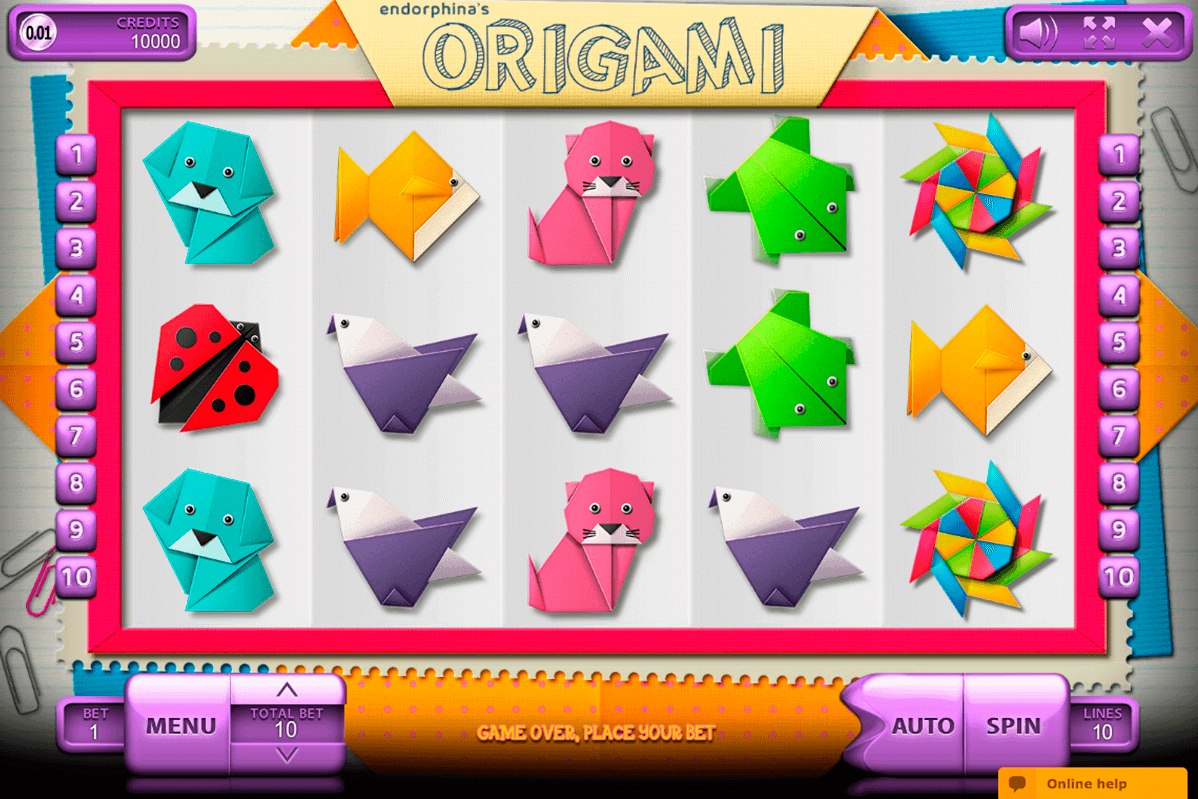 endorphina's
ORIGAMI
0.01
CREDITS
10000
1
2
3
4
5
6
7
8
9
10
1
2
3
4
5
6
7
8
9
10
BET
1
MENU
TOTAL BET
10
GAME OVER, PLACE YOUR BET
AUTO
SPIN
LINES
10
Online help